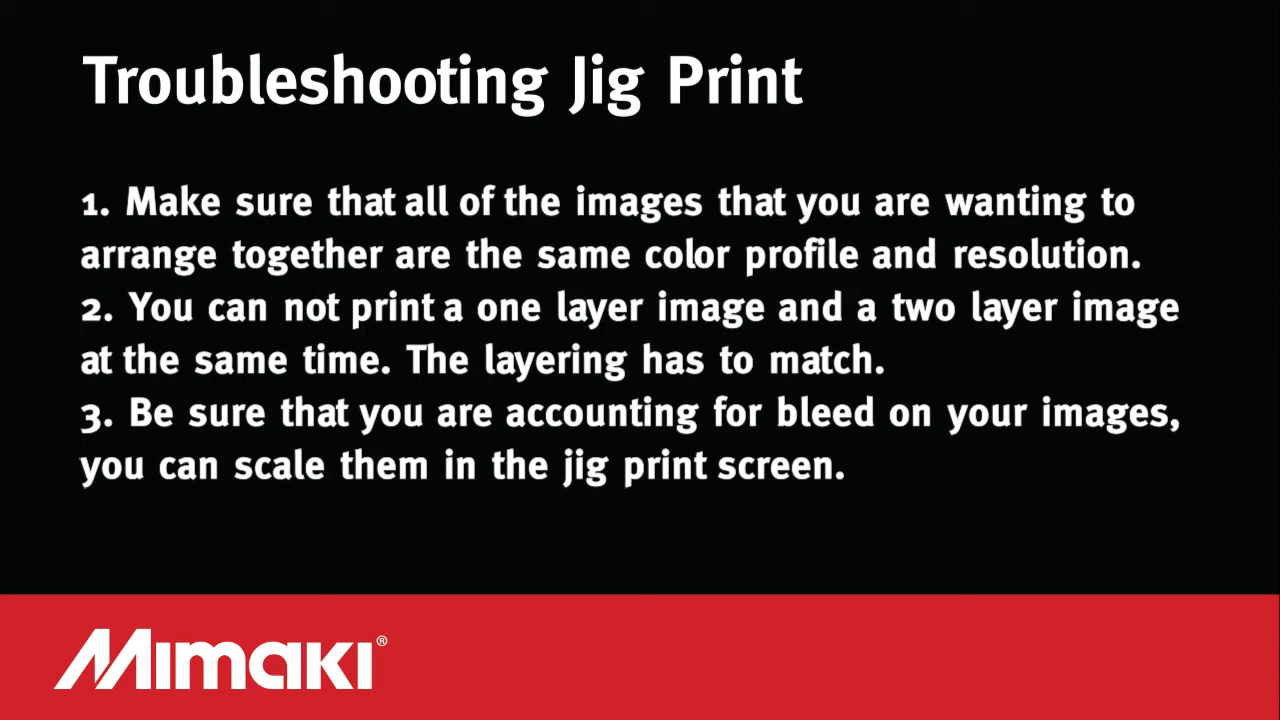 Troubleshooting Jig Print
1. Make sure that all of the images that you are wanting to
arrange together are the same color profile and resolution.
2. You can not print a one layer image and a two layer image
at the same time. The layering has to match.
3. Be sure that you are accounting for bleed on your images,
you can scale them in the jig print screen.
Mimaki®